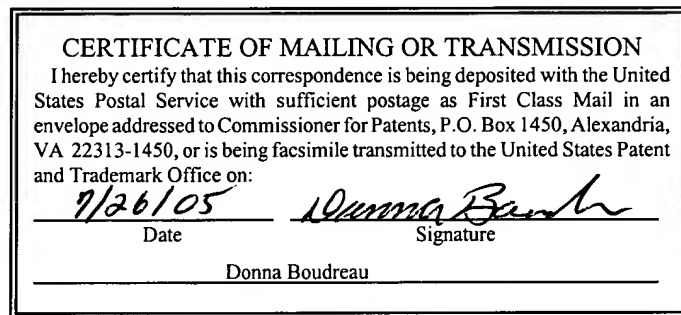 CERTIFICATE OF MAILING OR TRANSMISSION
I hereby certify that this correspondence is being deposited with the United
States Postal Service with sufficient postage as First Class Mail in an
envelope addressed to Commissioner for Patents, P.O. Box 1450, Alexandria,
VA 22313-1450, or is being facsimile transmitted to the United States Patent
and Trademark Office on:
7/26/05
Date Signature
Donna Boudreau